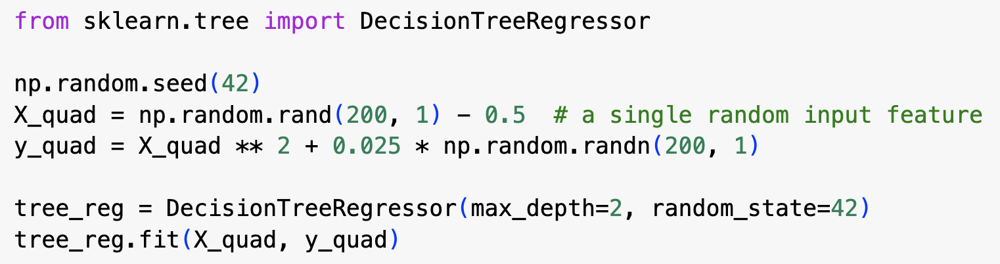 from sklearn.tree import DecisionTreeRegressor
np.random.seed(42)
X_quad = np.random.rand(200, 1) - 0.5  # a single random input feature
y_quad = X_quad ** 2 + 0.025 * np.random.randn(200, 1)
tree_reg = DecisionTreeRegressor(max_depth=2, random_state=42)
tree_reg.fit(X_quad, y_quad)